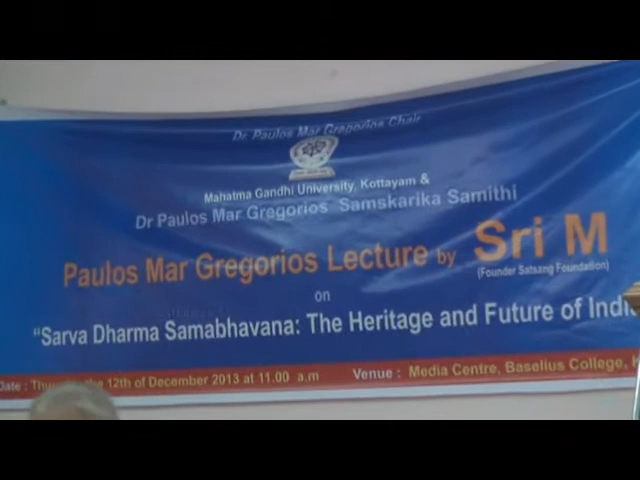 Dr. Paulos Mar Gregorios Chair
Mahatma Gandhi University, Kottayam &
Dr Paulos Mar Gregorios Samskarika Samithi
Paulos Mar Gregorios Lecture by Sri M
(Founder Satsang Foundation)
on
"Sarva Dharma Samabhavana: The Heritage and Future of
Date : the 12th of December 2013 at 11.00 a.m Venue : Media Centre, Baselius College,